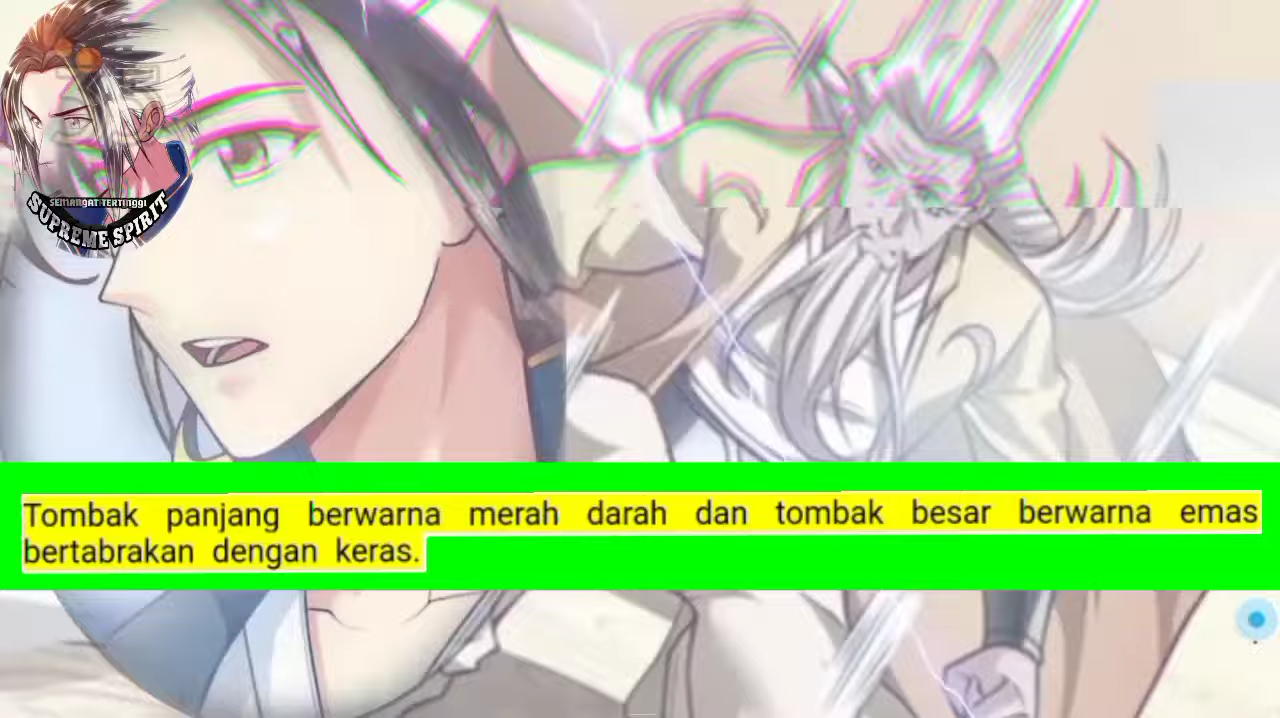 SEMANGAT TERTINGGI
SUPREME SPIRIT
Tombak panjang berwarna merah darah dan tombak besar berwarna emas
bertabrakan dengan keras.